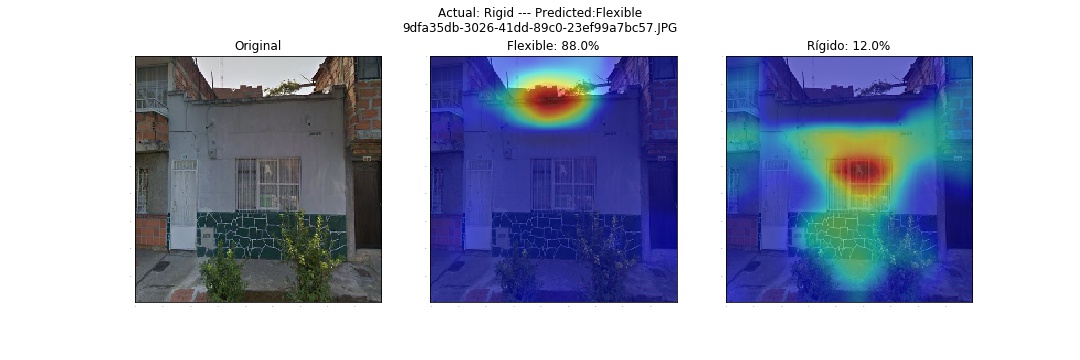 Actual: Rigid --- Predicted:Flexible
9dfa35db-3026-41dd-89c0-23ef99a7bc57.JPG
Original
Flexible: 88.0%
Rígido: 12.0%